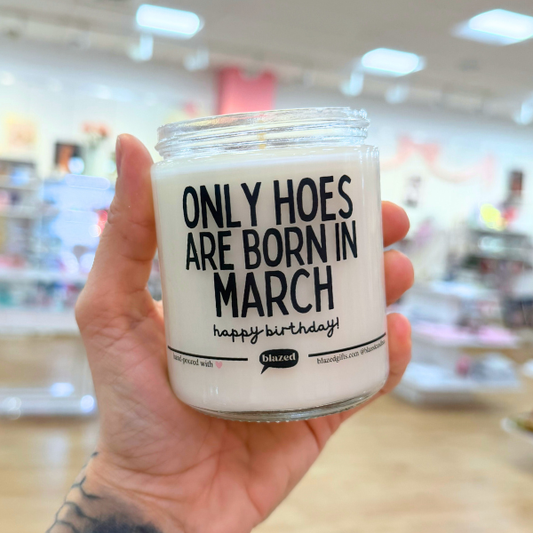 ONLY HOES
ARE BORN IN
MARCH
happy birthday!
hand-poured with
blazed
blazedgifts.com